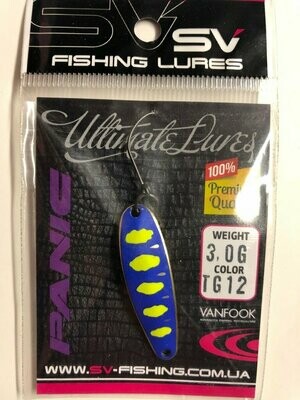 SV SV
FISHING LURES
Ultimate Lures
100%
Premium
Quality
PANIC
WEIGHT
3,0G
COLOR
TG12
VANFOOK
WWW.SV-FISHING.COM.UA